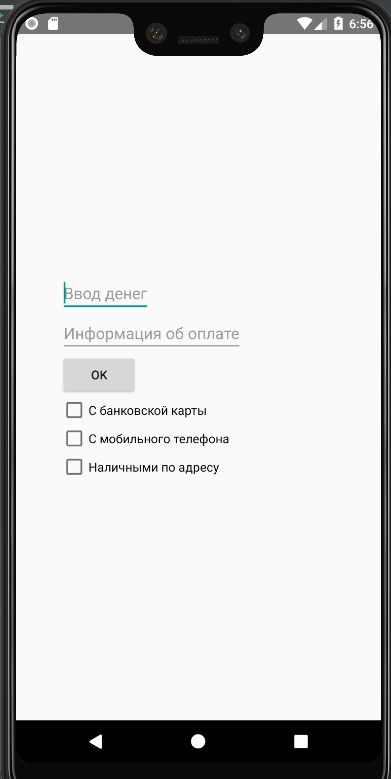 6:56
Ввод денег
Информация об оплате
OK
С банковской карты
С мобильного телефона
Наличными по адресу